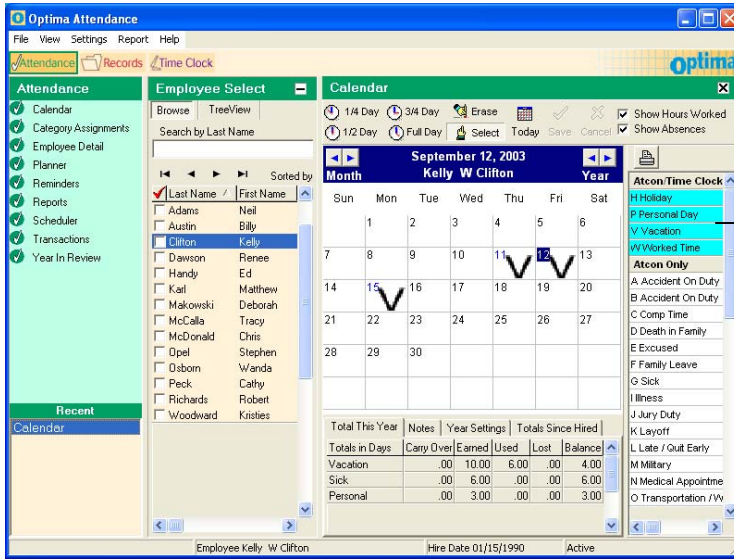 Optima Attendance
File View Settings Report Help
Attendance Records Time Clock
Optima
Attendance
Calendar
Category Assignments
Employee Detail
Planner
Reminders
Reports
Scheduler
Transactions
Year In Review
Recent
Calendar
Employee Select
Browse TreeView
Search by Last Name
Sorted by
Last Name First Name
Adams Neil
Austin Billy
Clifton Kelly
Dawson Renee
Handy Ed
Karl Matthew
Makowski Deborah
McCalla Tracy
McDonald Chris
Opel Stephen
Osborn Wanda
Peck Cathy
Richards Robert
Woodward Kristies
Calendar
1/4 Day 3/4 Day Erase
1/2 Day Full Day Select Today Save Cancel
Show Hours Worked
Show Absences
September 12, 2003
Month Kelly W Clifton Year
Sun Mon Tue Wed Thu Fri Sat
1 2 3 4 5 6
7 8 9 10 11 V 12 V 13
14 15 V 16 17 18 19 20
21 22 23 24 25 26 27
28 29 30
Total This Year Notes Year Settings Totals Since Hired
Totals in Days Carry Over Earned Used Lost Balance
Vacation .00 10.00 6.00 .00 4.00
Sick .00 6.00 .00 .00 6.00
Personal .00 3.00 .00 .00 3.00
Atcon/Time Clock
H Holiday
P Personal Day
V Vacation
W Worked Time
Atcon Only
A Accident On Duty
B Accident On Duty
C Comp Time
D Death in Family
E Excused
F Family Leave
G Sick
I Illness
J Jury Duty
K Layoff
L Late / Quit Early
M Military
N Medical Appointme
O Transportation / W
Employee Kelly W Clifton Hire Date 01/15/1990 Active